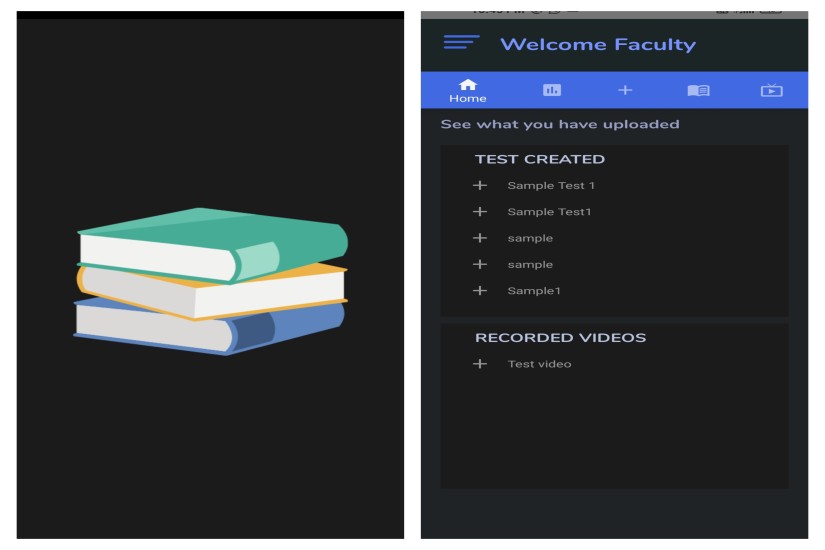 Welcome Faculty
Home
See what you have uploaded
TEST CREATED
Sample Test 1
Sample Test1
sample
sample
Sample1
RECORDED VIDEOS
Test video